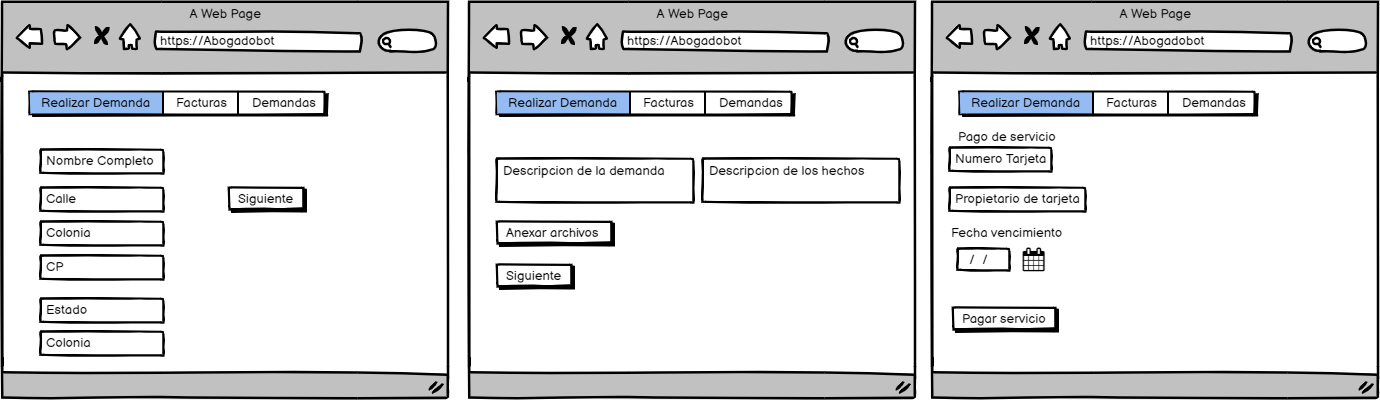 A Web Page
https://Abogadobot
Realizar Demanda Facturas Demandas
Nombre Completo
Calle
Siguiente
Colonia
CP
Estado
Colonia
A Web Page
https://Abogadobot
Realizar Demanda Facturas Demandas
Descripcion de la demanda
Descripcion de los hechos
Anexar archivos
Siguiente
A Web Page
https://Abogadobot
Realizar Demanda Facturas Demandas
Pago de servicio
Numero Tarjeta
Propietario de tarjeta
Fecha vencimiento
/ /
Pagar servicio